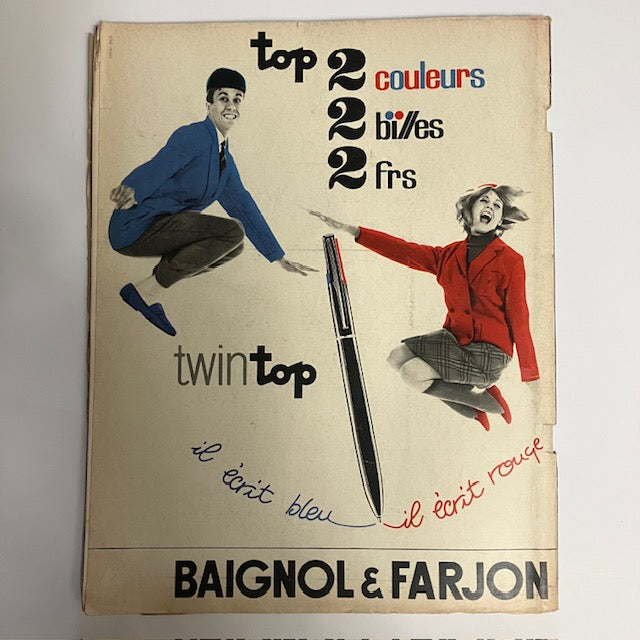 top 2 couleurs
2 billes
2 frs
twintop
il écrit bleu
il écrit rouge
BAIGNOL & FARJON